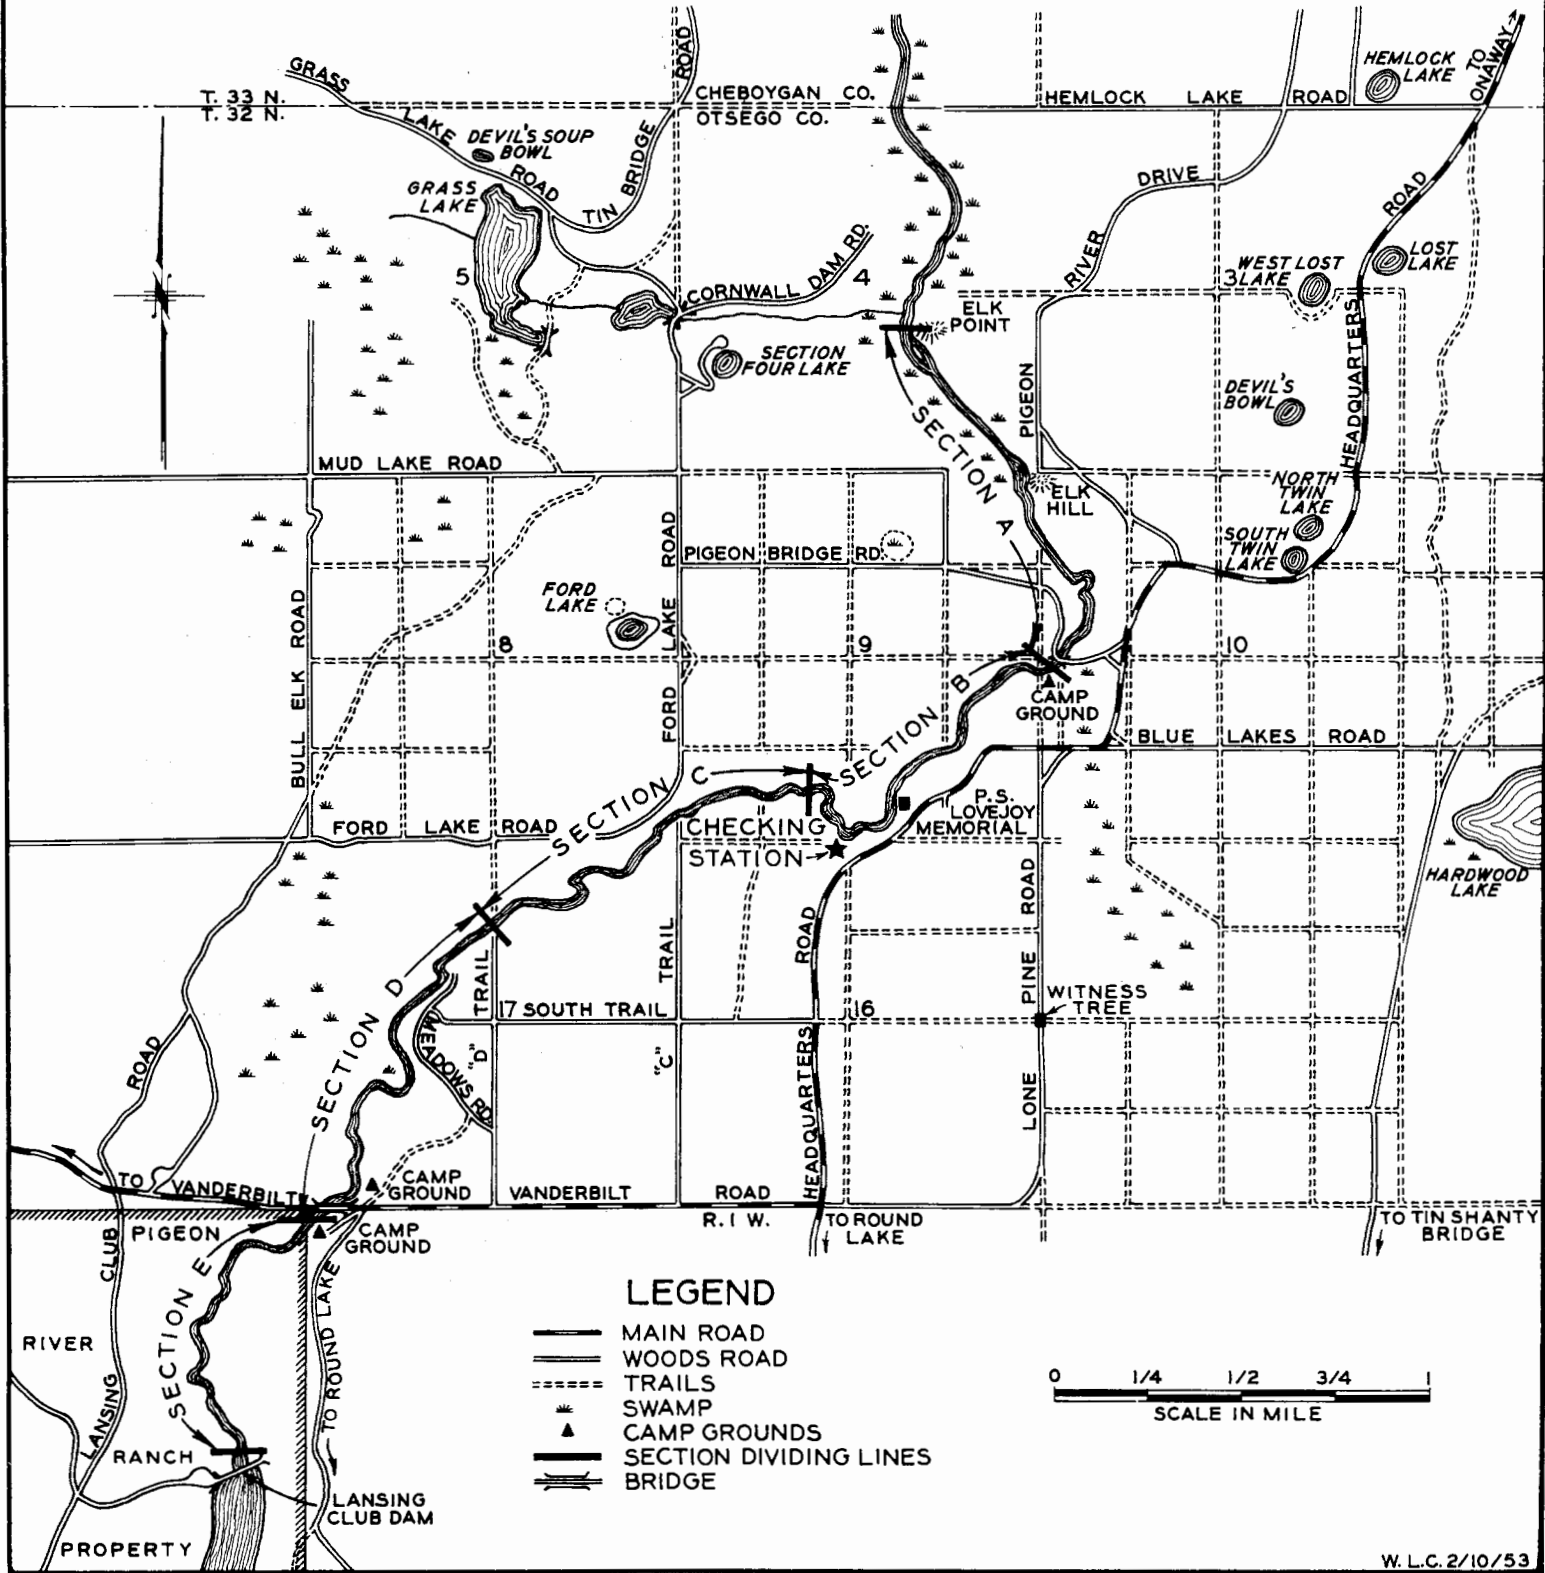 GRASS LAKE ROAD
T. 33 N.
T. 32 N.
DEVIL'S SOUP
BOWL
GRASS
LAKE
TIN BRIDGE ROAD
CHEBOYGAN CO.
OTSEGO CO.
HEMLOCK LAKE ROAD
HEMLOCK
LAKE
TO
ONAWAY
5
CORNWALL DAM RD.
4
RIVER DRIVE
3
WEST LOST
LAKE
LOST
LAKE
HEADQUARTERS ROAD
ELK
POINT
SECTION
FOUR LAKE
DEVIL'S
BOWL
PIGEON
SECTION A
MUD LAKE ROAD
ELK
HILL
NORTH
TWIN
LAKE
SOUTH
TWIN
LAKE
PIGEON BRIDGE RD.
FORD
LAKE
BULL ELK ROAD
FORD LAKE ROAD
8
9
10
SECTION B
CAMP
GROUND
BLUE LAKES ROAD
SECTION C
FORD LAKE ROAD
CHECKING
STATION
P.S.
LOVEJOY
MEMORIAL
HARDWOOD
LAKE
SECTION D
TRAIL
"D"
TRAIL
"C"
17
SOUTH TRAIL
16
MEADOWS RD.
HEADQUARTERS ROAD
LONE PINE ROAD
WITNESS
TREE
ROAD
TO VANDERBILT
CAMP
GROUND
VANDERBILT ROAD
R. I W.
TO ROUND
LAKE
TO TIN SHANTY
BRIDGE
PIGEON
CAMP
GROUND
SECTION E
LANSING CLUB
TO ROUND LAKE
RIVER
RANCH
LANSING
CLUB DAM
PROPERTY
LEGEND
MAIN ROAD
WOODS ROAD
TRAILS
SWAMP
CAMP GROUNDS
SECTION DIVIDING LINES
BRIDGE
0 1/4 1/2 3/4 1
SCALE IN MILE
W.L.C. 2/10/53